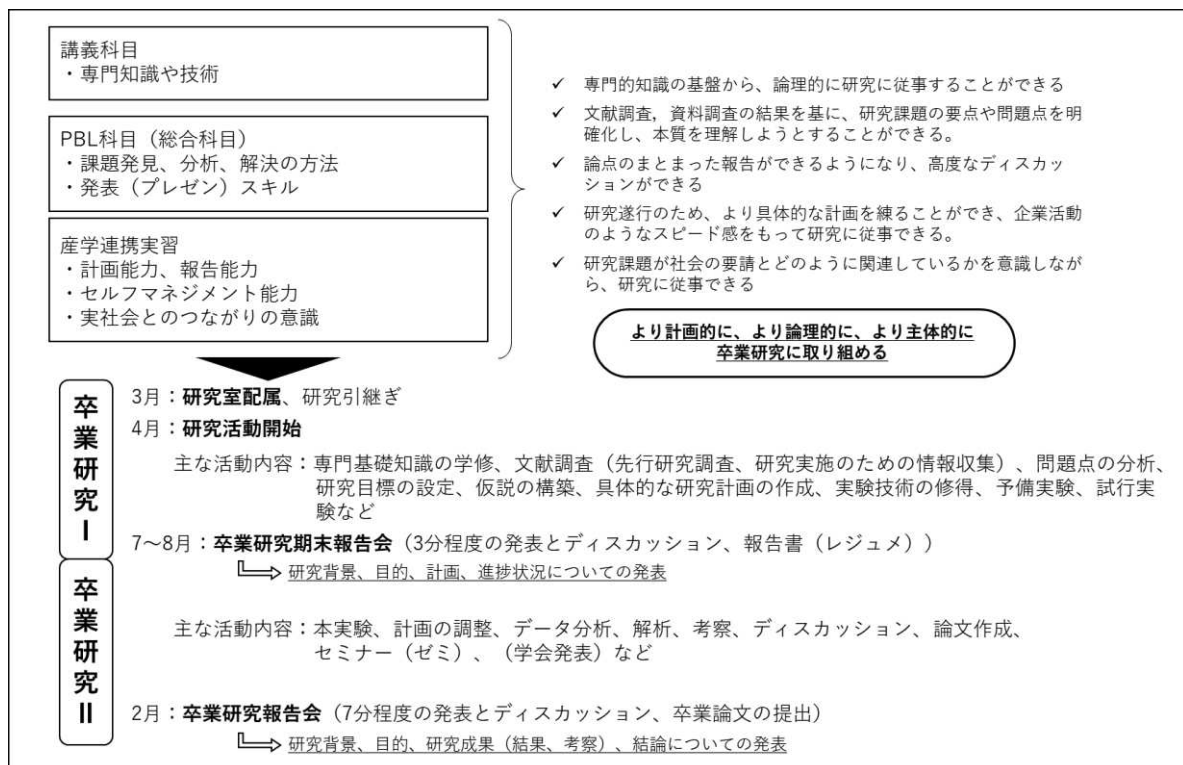 講義科目
・専門知識や技術
PBL科目（総合科目）
・課題発見、分析、解決の方法
・発表（プレゼン）スキル
産学連携実習
・計画能力、報告能力
・セルフマネジメント能力
・実社会とのつながりの意識
✓ 専門的知識の基盤から、論理的に研究に従事することができる
✓ 文献調査，資料調査の結果を基に、研究課題の要点や問題点を明
確化し、本質を理解しようとすることができる。
✓ 論点のまとまった報告ができるようになり、高度なディスカッ
ションができる
✓ 研究遂行のため、より具体的な計画を練ることができ、企業活動
のようなスピード感をもって研究に従事できる。
✓ 研究課題が社会の要請とどのように関連しているかを意識しなが
ら、研究に従事できる
より計画的に、より論理的に、より主体的に
卒業研究に取り組める
卒業研究I
3月：研究室配属、研究引継ぎ
4月：研究活動開始
主な活動内容：専門基礎知識の学修、文献調査（先行研究調査、研究実施のための情報収集）、問題点の分析、
研究目標の設定、仮説の構築、具体的な研究計画の作成、実験技術の修得、予備実験、試行実
験など
7～8月：卒業研究期末報告会（3分程度の発表とディスカッション、報告書（レジュメ））
研究背景、目的、計画、進捗状況についての発表
卒業研究II
主な活動内容：本実験、計画の調整、データ分析、解析、考察、ディスカッション、論文作成、
セミナー（ゼミ）、（学会発表）など
2月：卒業研究報告会（7分程度の発表とディスカッション、卒業論文の提出）
研究背景、目的、研究成果（結果、考察）、結論についての発表